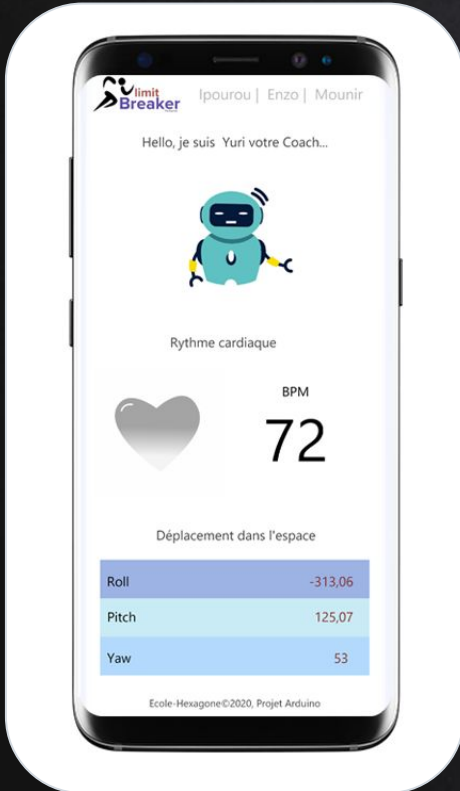 limit
Breaker
Ipourou | Enzo | Mounir
Hello, je suis Yuri votre Coach...
Rythme cardiaque
BPM
72
Déplacement dans l'espace
Roll -313,06
Pitch 125,07
Yaw 53
Ecole-Hexagone©2020, Projet Arduino